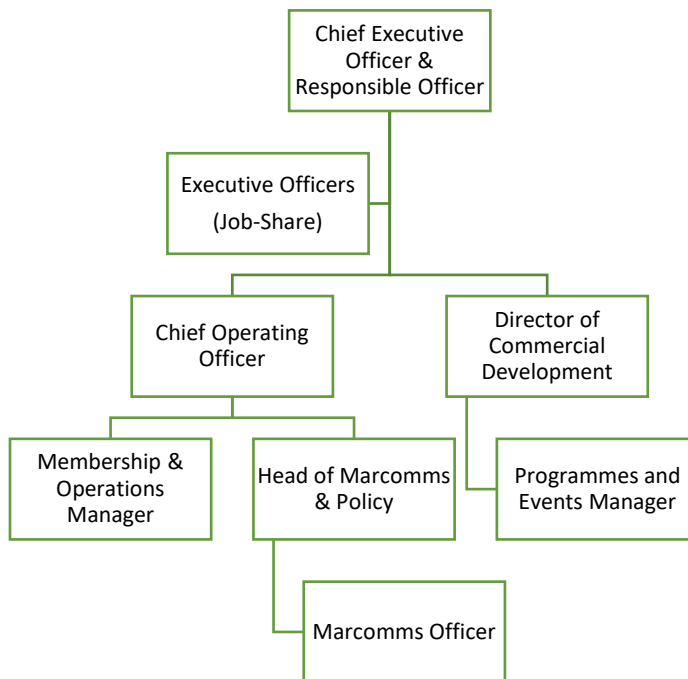 Chief Executive
Officer &
Responsible Officer
Executive Officers
(Job-Share)
Chief Operating
Officer
Director of
Commercial
Development
Membership &
Operations
Manager
Head of Marcomms
& Policy
Programmes and
Events Manager
Marcomms Officer